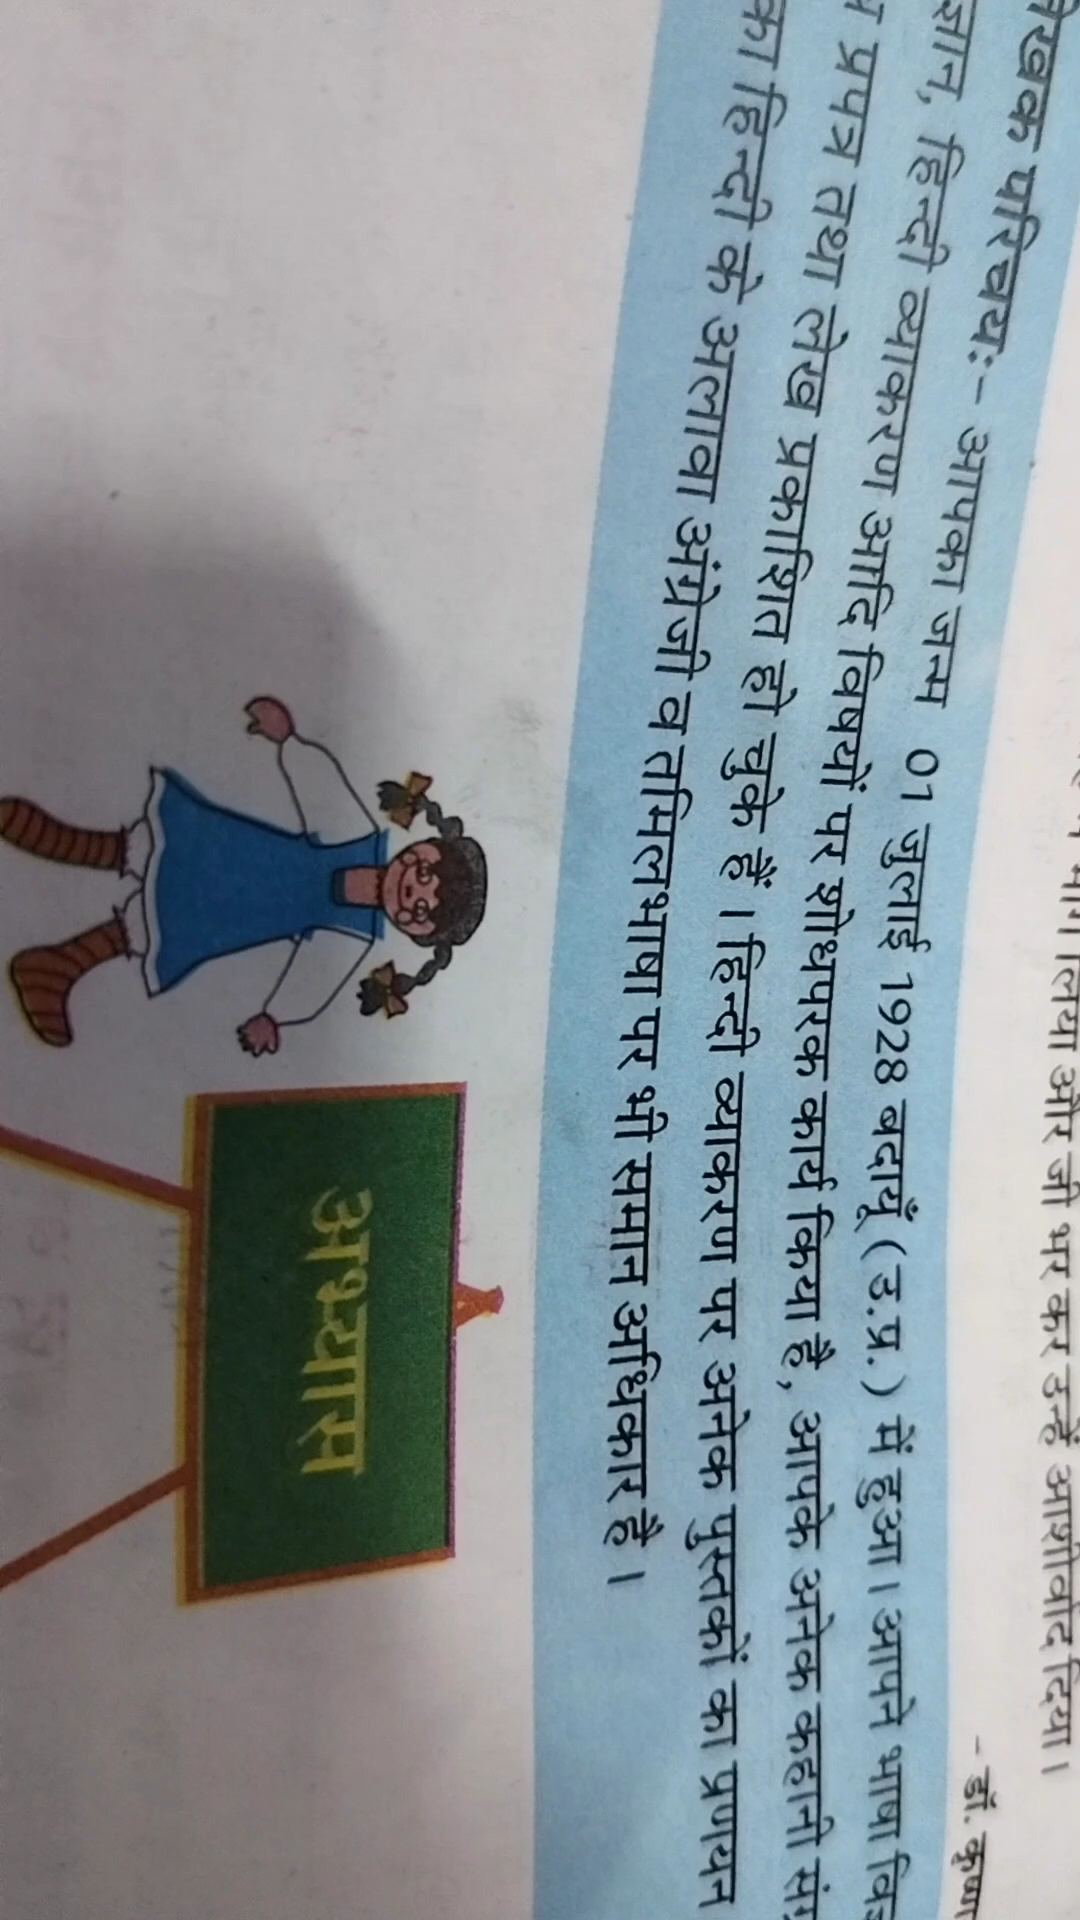 भाग लिया और जी भर कर उन्हें आशीर्वाद दिया।
- डॉ. कृष्ण
लेखक परिचय:- आपका जन्म 01 जुलाई 1928 बदायूँ (उ.प्र.) में हुआ। आपने भाषा
हिन्दी व्याकरण आदि विषयों पर शोधपरक कार्य किया है, आपके अनेक कहानी
प्रपत्र तथा लेख प्रकाशित हो चुके हैं। हिन्दी व्याकरण पर अनेक पुस्तकों का प्रणयन
का हिन्दी के अलावा अंग्रेजी व तमिलभाषा पर भी समान अधिकार है।
अभ्यास